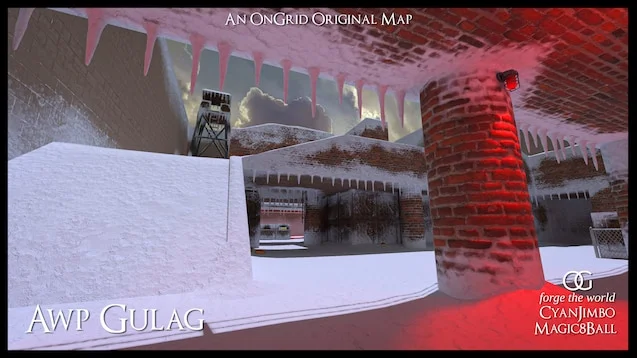 An OnGrid Original Map
Awp Gulag
OG
forge the world
CyanJimbo
Magic8Ball